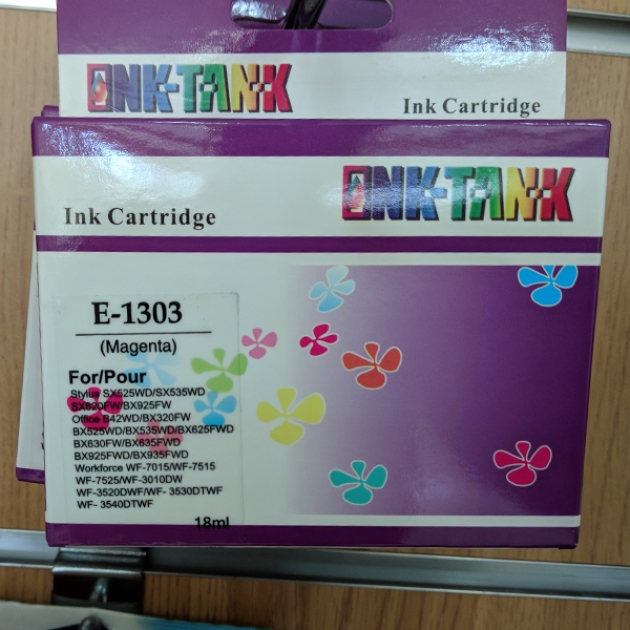 INK-TANK
Ink Cartridge
INK-TANK
Ink Cartridge
E-1303
(Magenta)
For/Pour
Stylus SX525WD/SX535WD
SX620FW/BX925FW
Office B42WD/BX320FW
BX525WD/BX535WD/BX625FWD
BX630FW/BX635FWD
BX925FWD/BX935FWD
Workforce WF-7015/WF-7515
WF-7525/WF-3010DW
WF-3520DWF/WF- 3530DTWF
WF- 3540DTWF
18ml